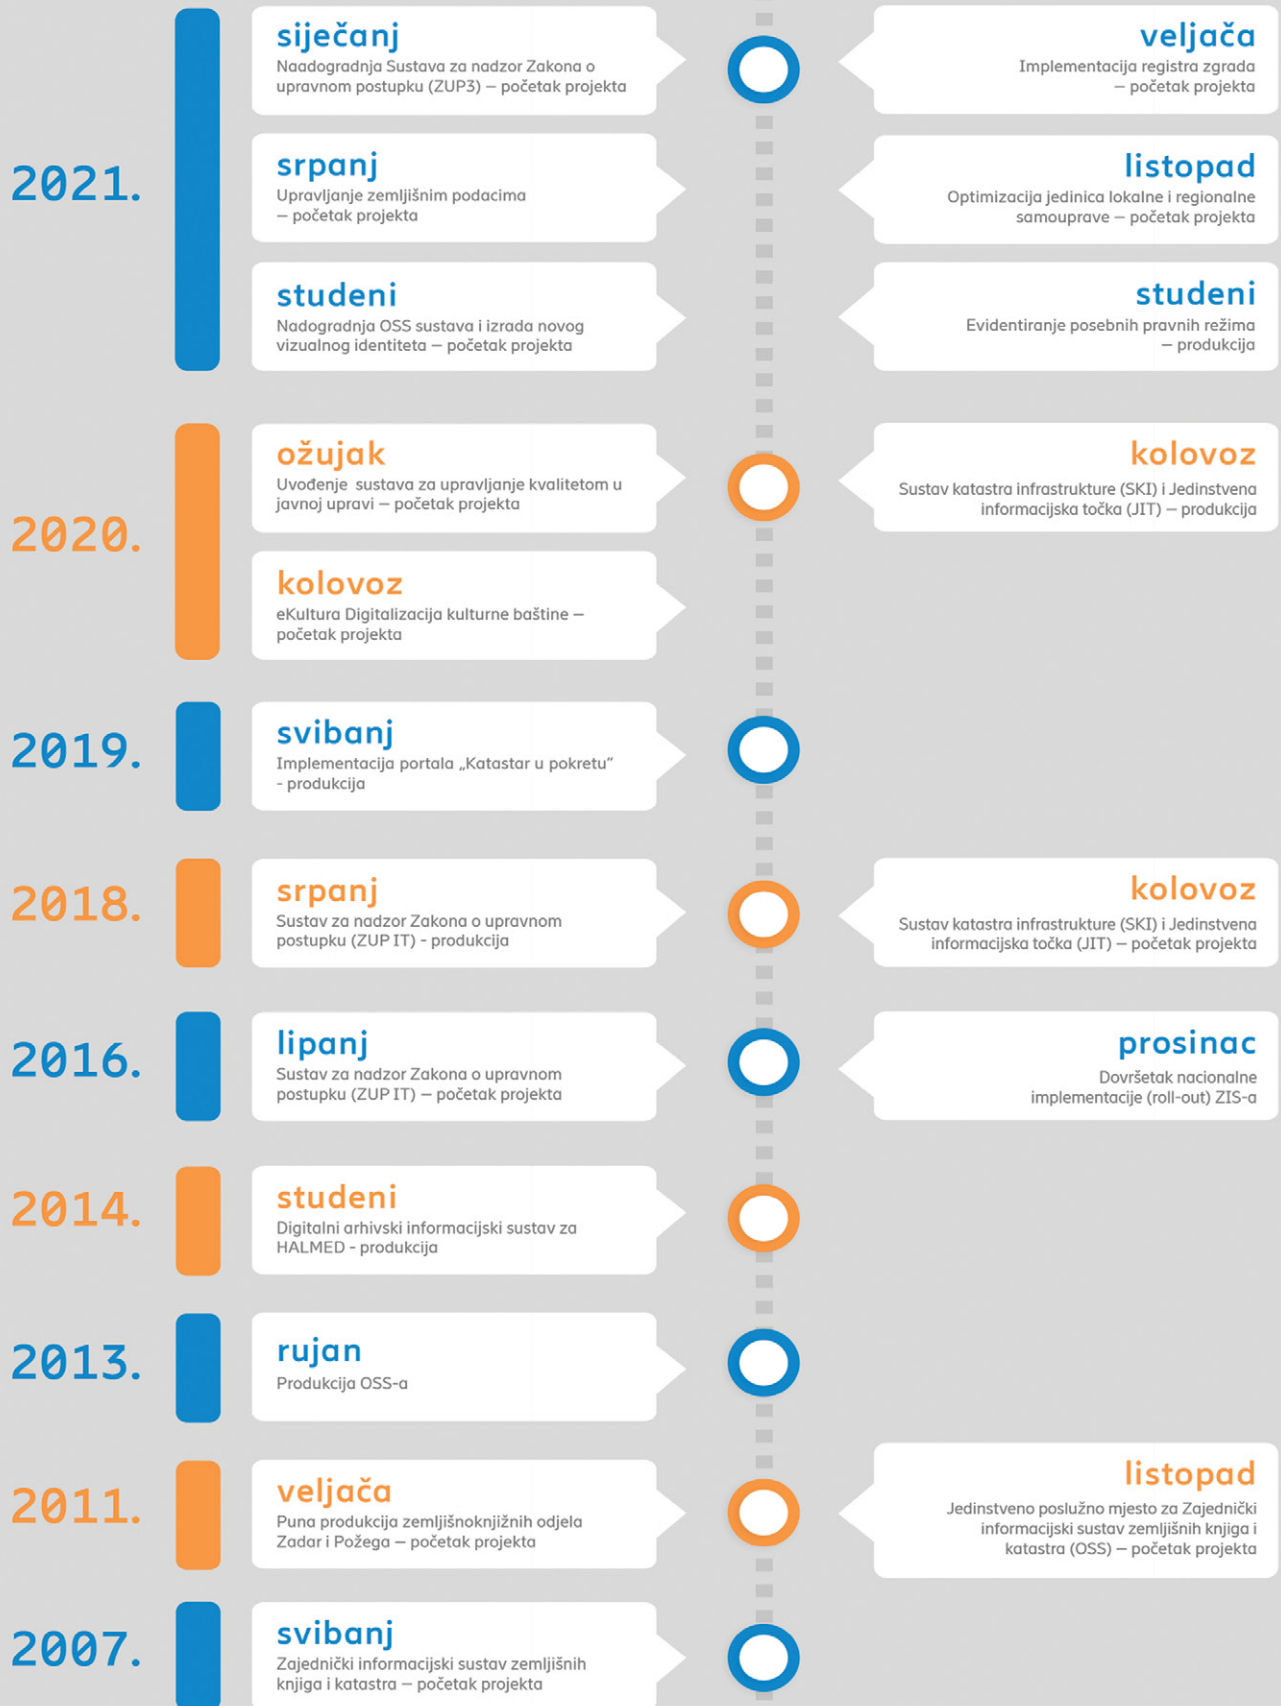 2021.
siječanj
Naadogradnja Sustava za nadzor Zakona o
upravnom postupku (ZUP3) – početak projekta
veljača
Implementacija registra zgrada
– početak projekta
srpanj
Upravljanje zemljišnim podacima
– početak projekta
listopad
Optimizacija jedinica lokalne i regionalne
samouprave – početak projekta
studeni
Nadogradnja OSS sustava i izrada novog
vizualnog identiteta – početak projekta
studeni
Evidentiranje posebnih pravnih režima
– produkcija
2020.
ožujak
Uvođenje  sustava za upravljanje kvalitetom u
javnoj upravi – početak projekta
kolovoz
Sustav katastra infrastrukture (SKI) i Jedinstvena
informacijska točka (JIT) – produkcija
kolovoz
eKultura Digitalizacija kulturne baštine –
početak projekta
2019.
svibanj
Implementacija portala „Katastar u pokretu”
- produkcija
2018.
srpanj
Sustav za nadzor Zakona o upravnom
postupku (ZUP IT) - produkcija
kolovoz
Sustav katastra infrastrukture (SKI) i Jedinstvena
informacijska točka (JIT) – početak projekta
2016.
lipanj
Sustav za nadzor Zakona o upravnom
postupku (ZUP IT) – početak projekta
prosinac
Dovršetak nacionalne
implementacije (roll-out) ZIS-a
2014.
studeni
Digitalni arhivski informacijski sustav za
HALMED - produkcija
2013.
rujan
Produkcija OSS-a
2011.
veljača
Puna produkcija zemljišnoknjižnih odjela
Zadar i Požega – početak projekta
listopad
Jedinstveno poslužno mjesto za Zajednički
informacijski sustav zemljišnih knjiga i
katastra (OSS) – početak projekta
2007.
svibanj
Zajednički informacijski sustav zemljišnih
knjiga i katastra – početak projekta